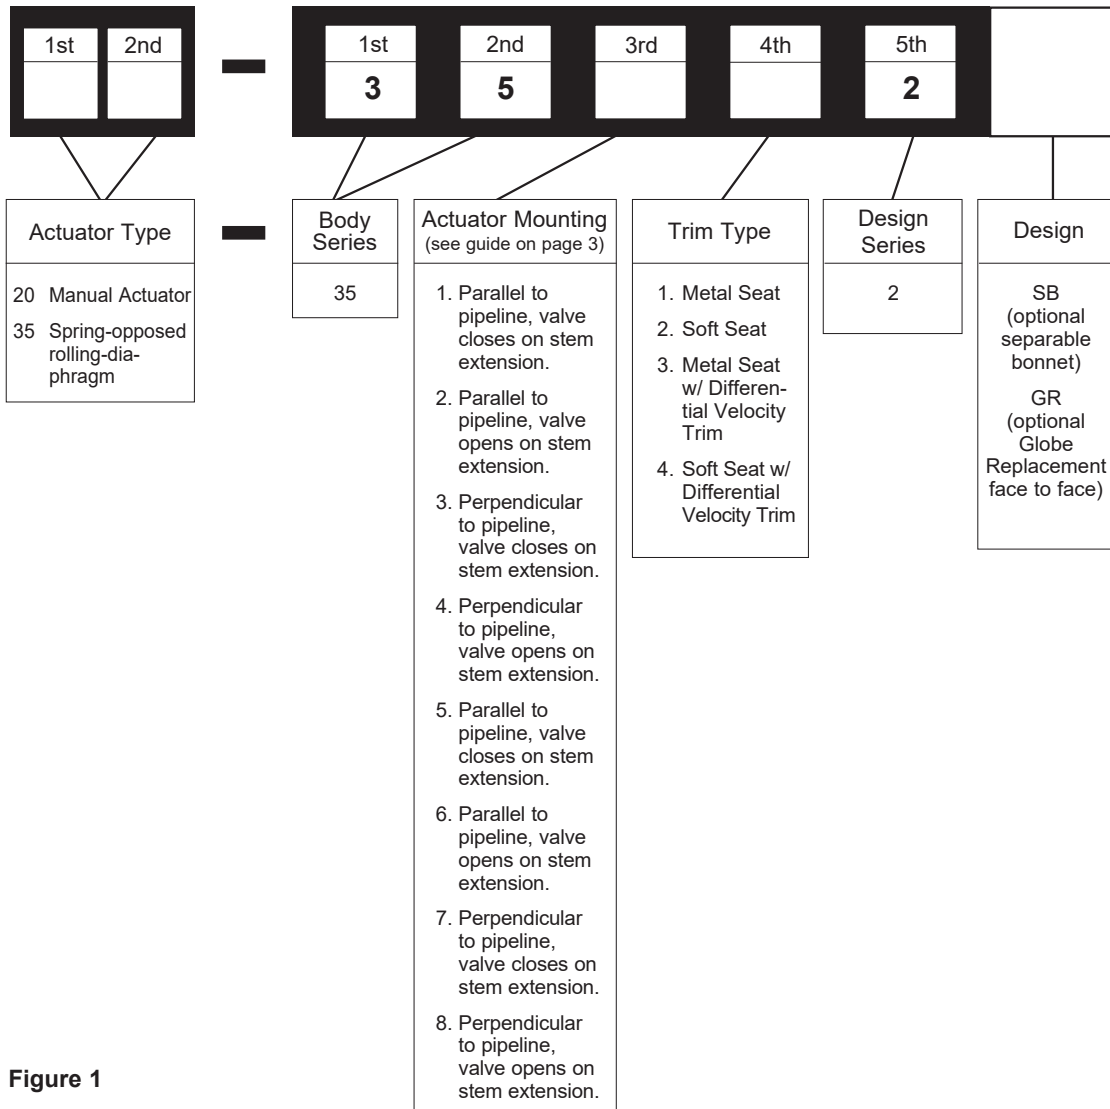 1st 2nd 1st 2nd 3rd 4th 5th
3 5 2
Actuator Type
20 Manual Actuator
35 Spring-opposed
rolling-dia-
phragm
Body
Series
35
Actuator Mounting
(see guide on page 3)
1. Parallel to
pipeline, valve
closes on stem
extension.
2. Parallel to
pipeline, valve
opens on stem
extension.
3. Perpendicular
to pipeline,
valve closes on
stem extension.
4. Perpendicular
to pipeline,
valve opens on
stem extension.
5. Parallel to
pipeline, valve
closes on stem
extension.
6. Parallel to
pipeline, valve
opens on stem
extension.
7. Perpendicular
to pipeline,
valve closes on
stem extension.
8. Perpendicular
to pipeline,
valve opens on
stem extension.
Trim Type
1. Metal Seat
2. Soft Seat
3. Metal Seat
w/ Differen-
tial Velocity
Trim
4. Soft Seat w/
Differential
Velocity Trim
Design
Series
2
Design
SB
(optional
separable
bonnet)
GR
(optional
Globe
Replacement
face to face)
Figure 1